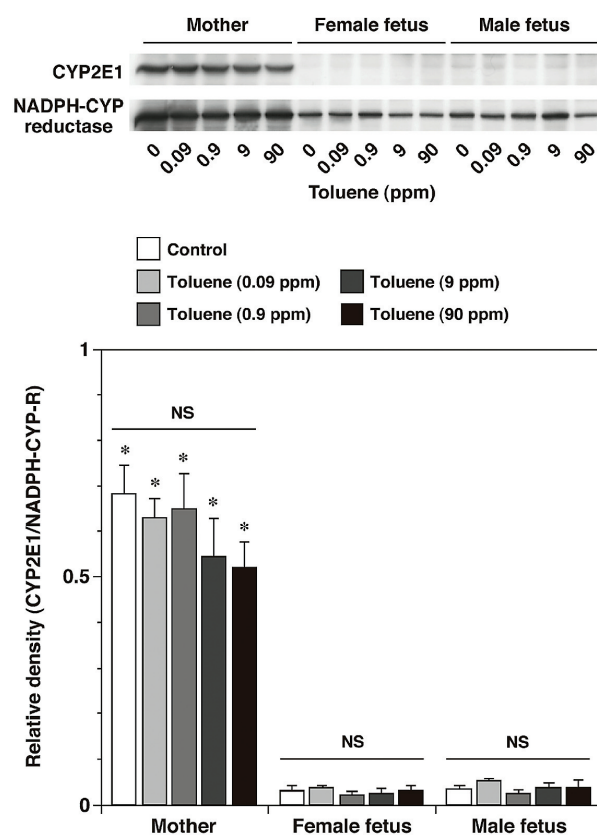 Mother Female fetus Male fetus
CYP2E1
NADPH-CYP
reductase
0 0.09 0.9 9 90 0 0.09 0.9 9 90 0 0.09 0.9 9 90
Toluene (ppm)
Control
Toluene (0.09 ppm) Toluene (9 ppm)
Toluene (0.9 ppm) Toluene (90 ppm)
Relative density (CYP2E1/NADPH-CYP-R)
1
NS
* * * * *
0.5
NS NS
0
Mother Female fetus Male fetus